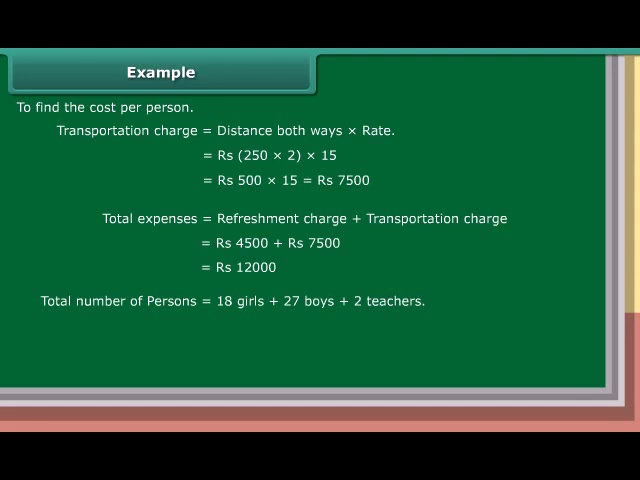 Example
To find the cost per person.
Transportation charge = Distance both ways × Rate.
= Rs (250 × 2) × 15
= Rs 500 × 15 = Rs 7500
Total expenses = Refreshment charge + Transportation charge
= Rs 4500 + Rs 7500
= Rs 12000
Total number of Persons = 18 girls + 27 boys + 2 teachers.